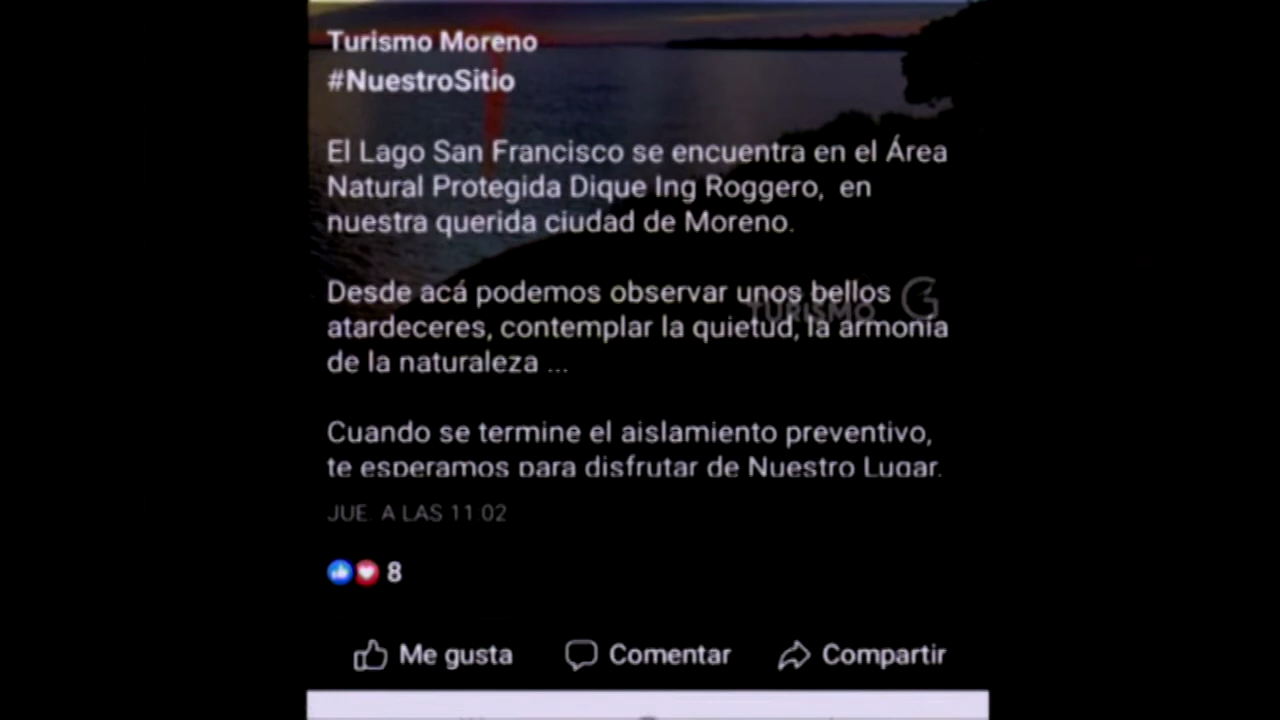 Turismo Moreno
#NuestroSitio
El Lago San Francisco se encuentra en el Área
Natural Protegida Dique Ing Roggero, en
nuestra querida ciudad de Moreno.
Desde acá podemos observar unos bellos
atardeceres, contemplar la quietud, la armonía
de la naturaleza ...
TURISMO
Cuando se termine el aislamiento preventivo,
te esperamos para disfrutar de Nuestro Lugar.
JUE. A LAS 11:02
8
Me gusta
Comentar
Compartir